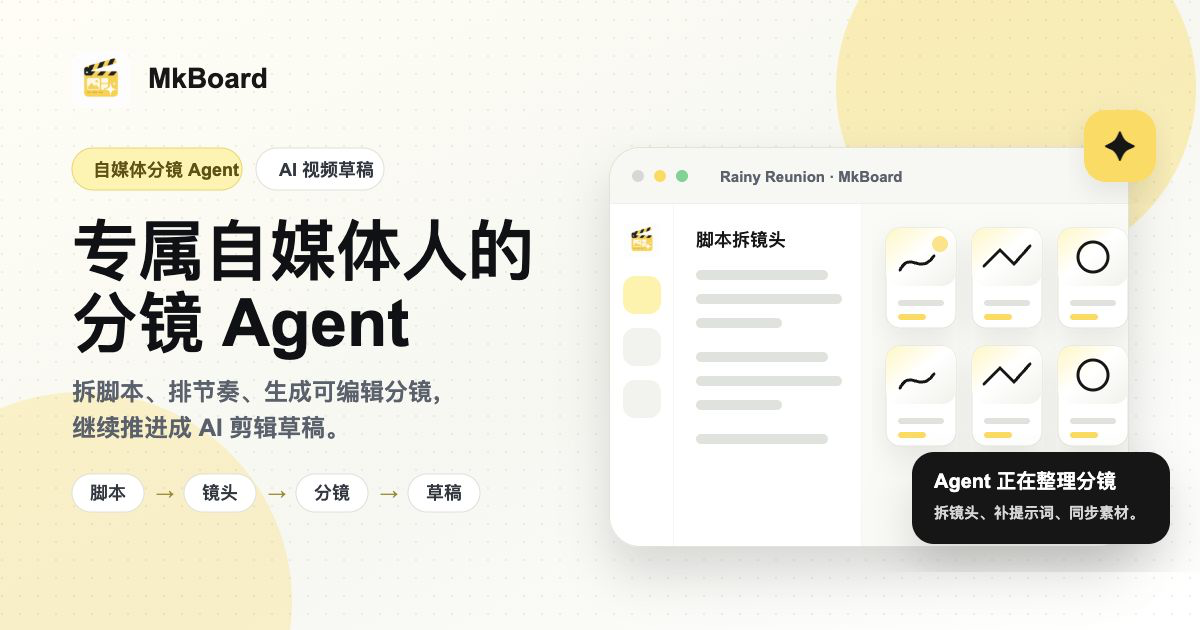 MkBoard
自媒体分镜 Agent
AI 视频草稿
专属自媒体人的
分镜 Agent
拆脚本、排节奏、生成可编辑分镜，
继续推进成 AI 剪辑草稿。
脚本 → 镜头 → 分镜 → 草稿
Rainy Reunion · MkBoard
脚本拆镜头
Agent 正在整理分镜
拆镜头、补提示词、同步素材。